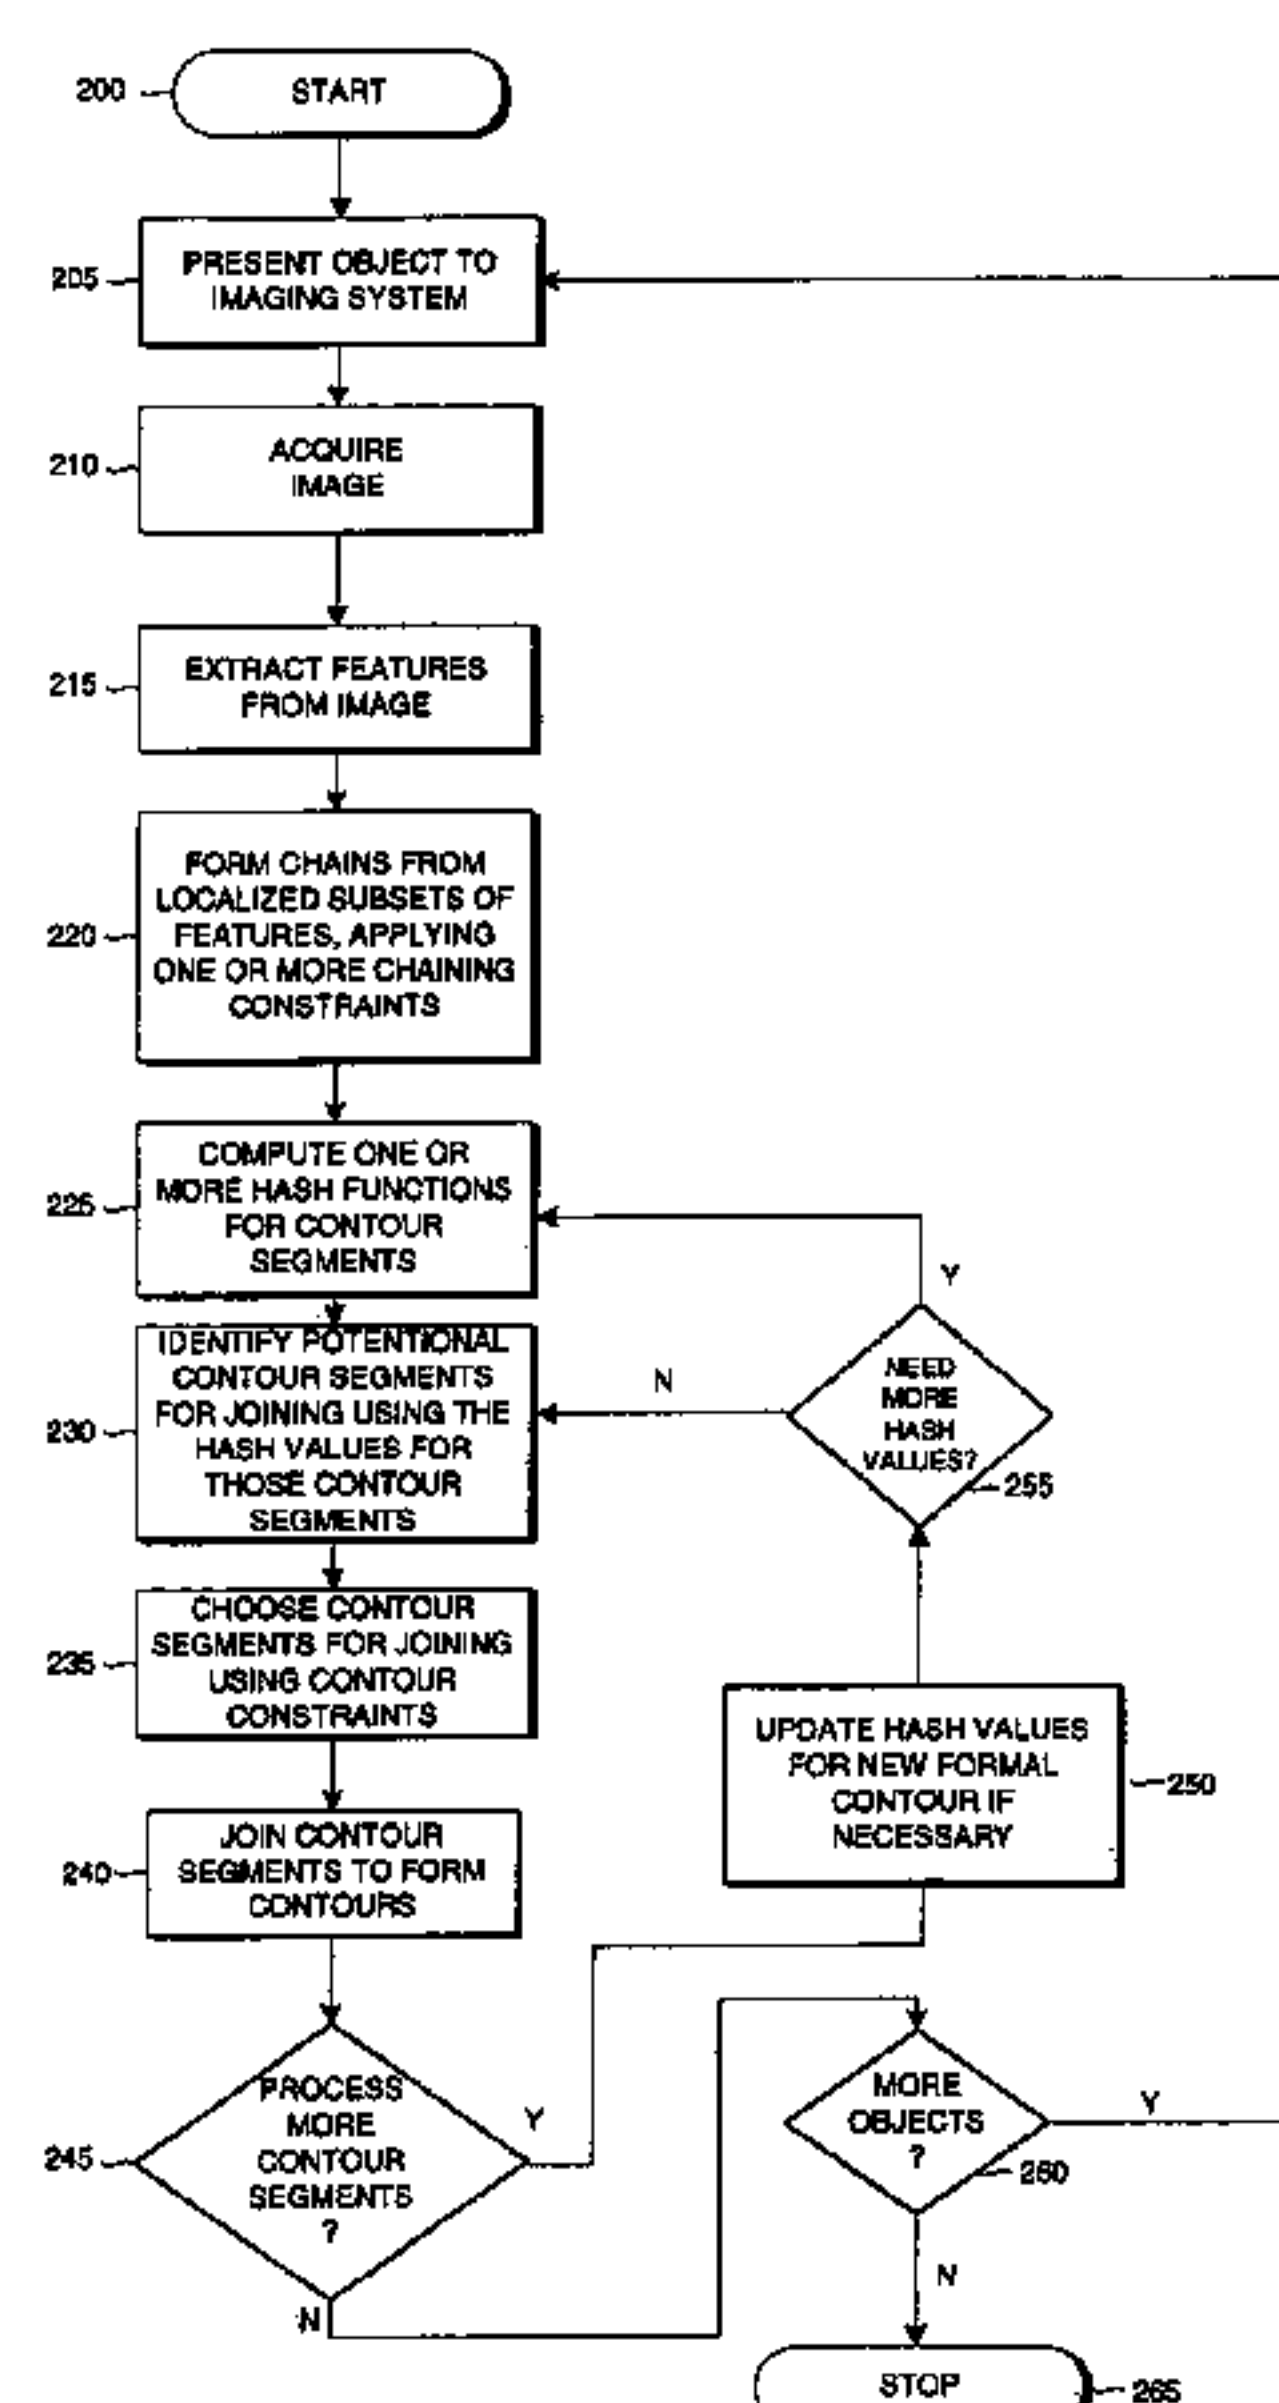 200
START
205
PRESENT OBJECT TO
IMAGING SYSTEM
210
ACQUIRE
IMAGE
215
EXTRACT FEATURES
FROM IMAGE
220
FORM CHAINS FROM
LOCALIZED SUBSETS OF
FEATURES, APPLYING
ONE OR MORE CHAINING
CONSTRAINTS
225
COMPUTE ONE OR
MORE HASH FUNCTIONS
FOR CONTOUR
SEGMENTS
Y
230
IDENTIFY POTENTIONAL
CONTOUR SEGMENTS
FOR JOINING USING THE
HASH VALUES FOR
THOSE CONTOUR
SEGMENTS
N
NEED
MORE
HASH
VALUES?
255
235
CHOOSE CONTOUR
SEGMENTS FOR JOINING
USING CONTOUR
CONSTRAINTS
UPDATE HASH VALUES
FOR NEW FORMAL
CONTOUR IF
NECESSARY
250
240
JOIN CONTOUR
SEGMENTS TO FORM
CONTOURS
245
PROCESS
MORE
CONTOUR
SEGMENTS
?
Y
N
MORE
OBJECTS
?
260
Y
N
STOP
265